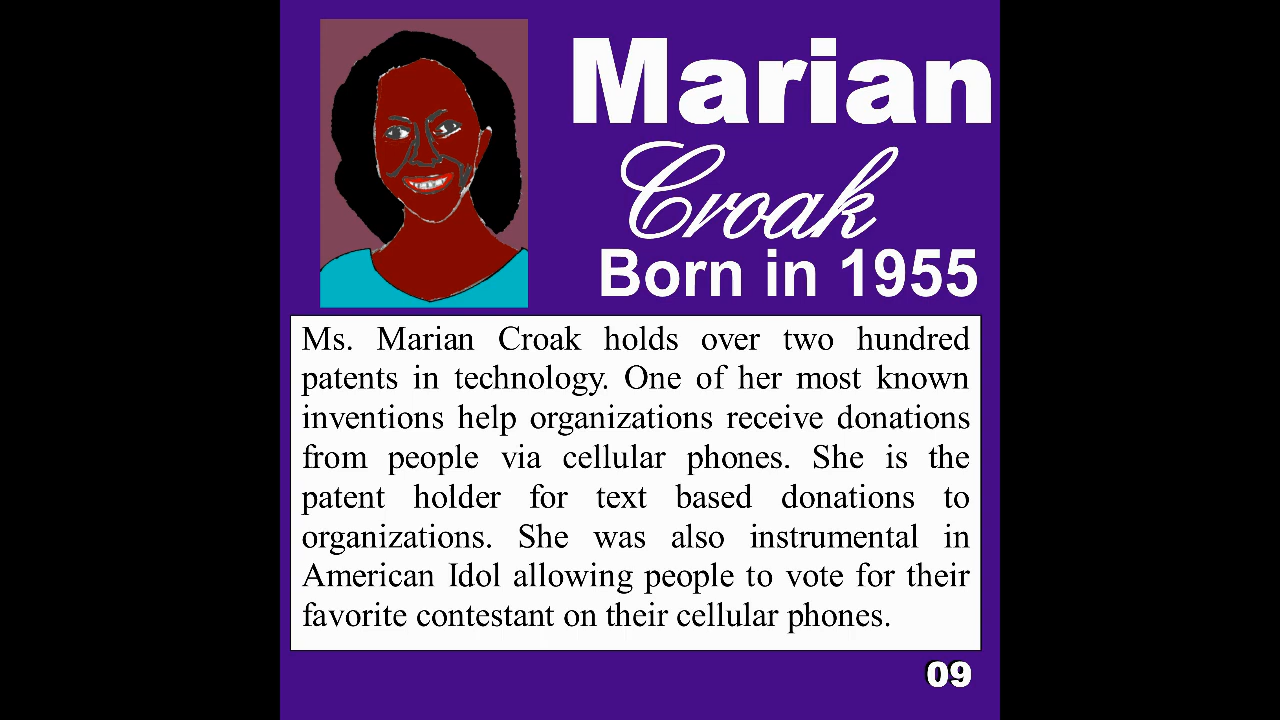 Marian
Croak
Born in 1955
Ms. Marian Croak holds over two hundred
patents in technology. One of her most known
inventions help organizations receive donations
from people via cellular phones. She is the
patent holder for text based donations to
organizations. She was also instrumental in
American Idol allowing people to vote for their
favorite contestant on their cellular phones.
09